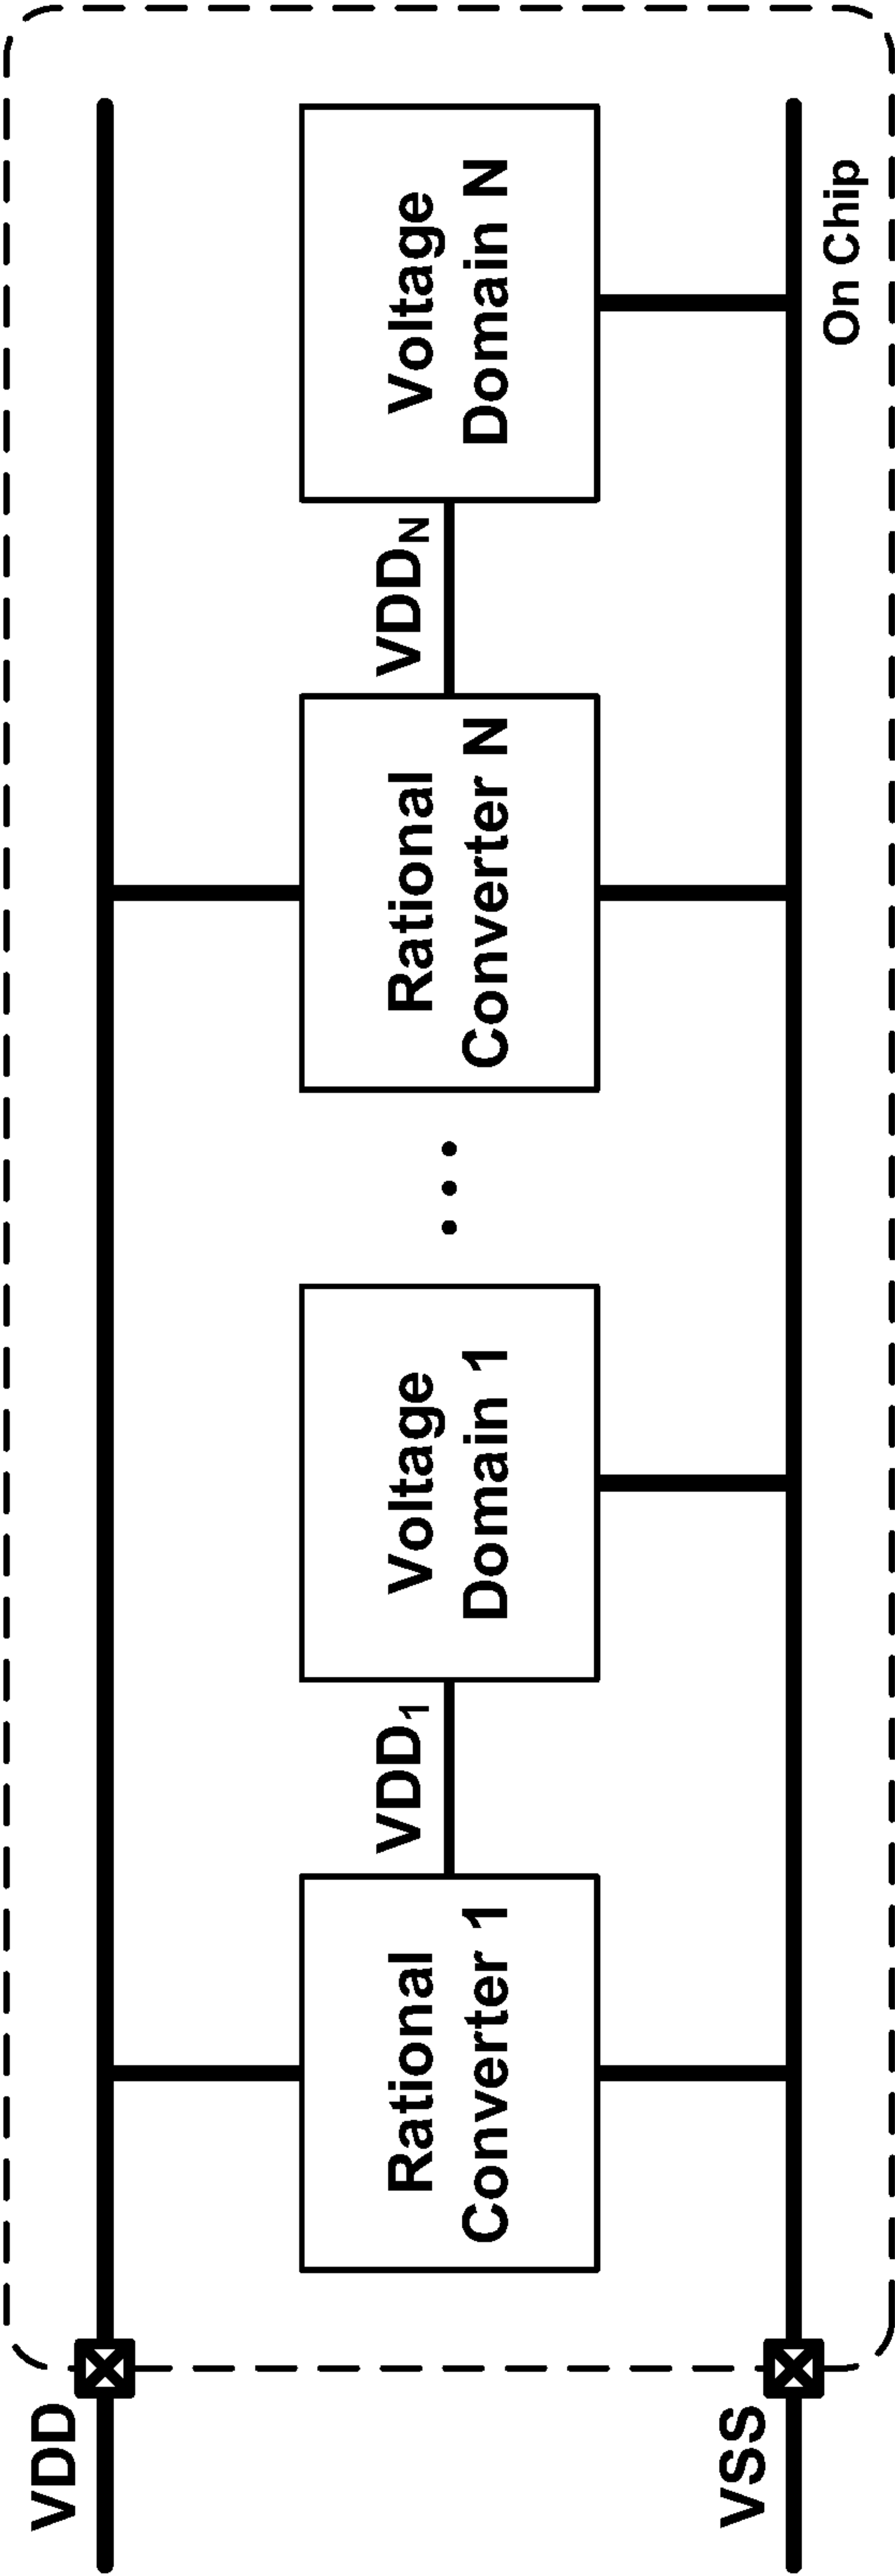 VDD
Rational
Converter 1
VDD1
Voltage
Domain 1
...
Rational
Converter N
VDDN
Voltage
Domain N
VSS
On Chip